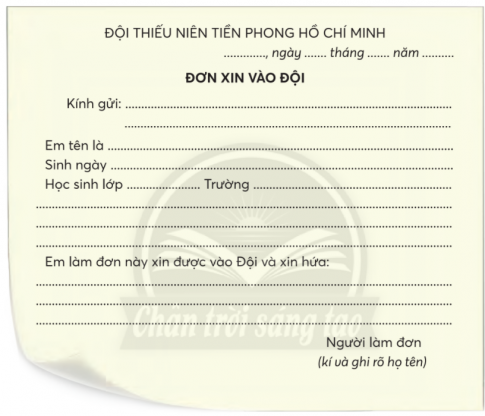 ĐỘI THIẾU NIÊN TIỀN PHONG HỒ CHÍ MINH
............., ngày ....... tháng ....... năm ..........
ĐƠN XIN VÀO ĐỘI
Kính gửi: ..........................................................................................
..........................................................................................
Em tên là ..............................................................................................
Sinh ngày .............................................................................................
Học sinh lớp .................... Trường ......................................................
.................................................................................................................
.................................................................................................................
.................................................................................................................
Em làm đơn này xin được vào Đội và xin hứa:
.................................................................................................................
.................................................................................................................
.................................................................................................................
Chân trời sáng tạo
Người làm đơn
(kí và ghi rõ họ tên)